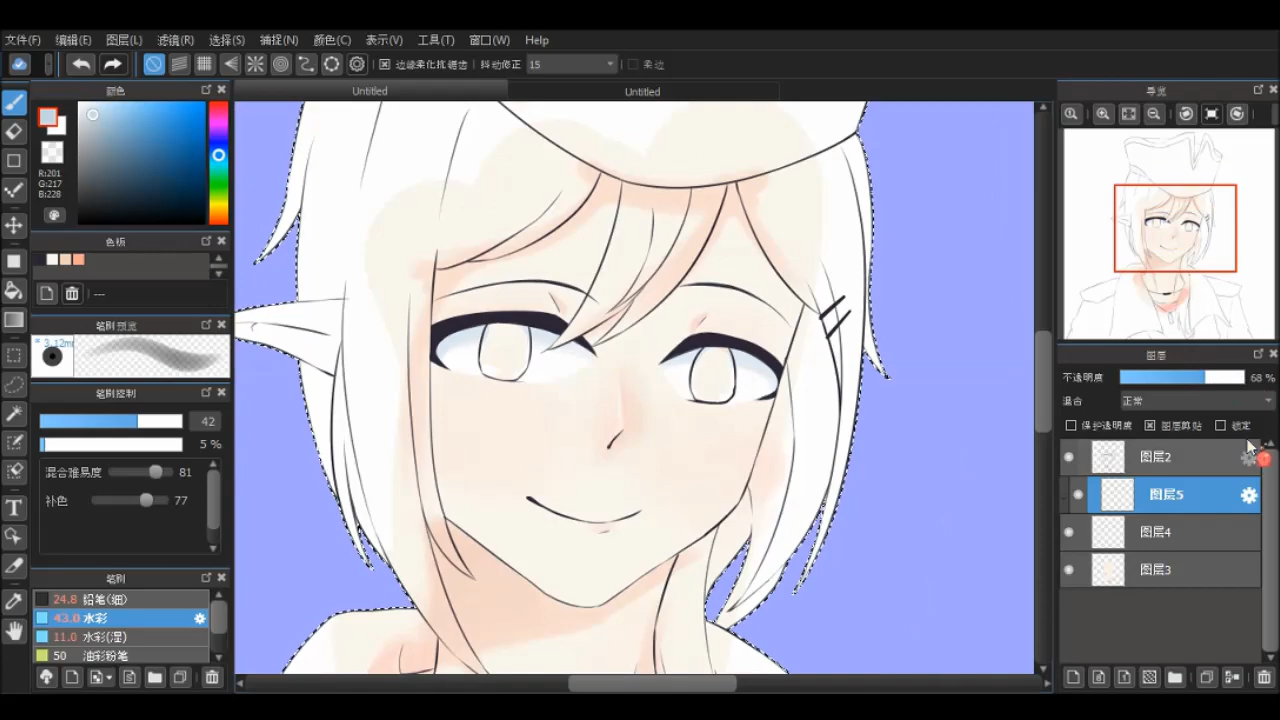 文件(F) 编辑(E) 图层(L) 滤镜(R) 选择(S) 捕捉(N) 颜色(C) 表示(V) 工具(T) 窗口(W) Help
边缘柔化抗锯齿 抖动修正 15 柔边
颜色 Untitled Untitled 导览
R:201
G:217
B:228
色板
---
笔刷预览
笔刷控制
42
5 %
混合难易度 81
补色 77
笔刷
24.8 铅笔(细)
43.0 水彩
11.0 水彩(湿)
50 油彩粉笔
图层
不透明度 68 %
混合 正常
保护透明度 图层剪贴 锁定
图层2
图层5
图层4
图层3